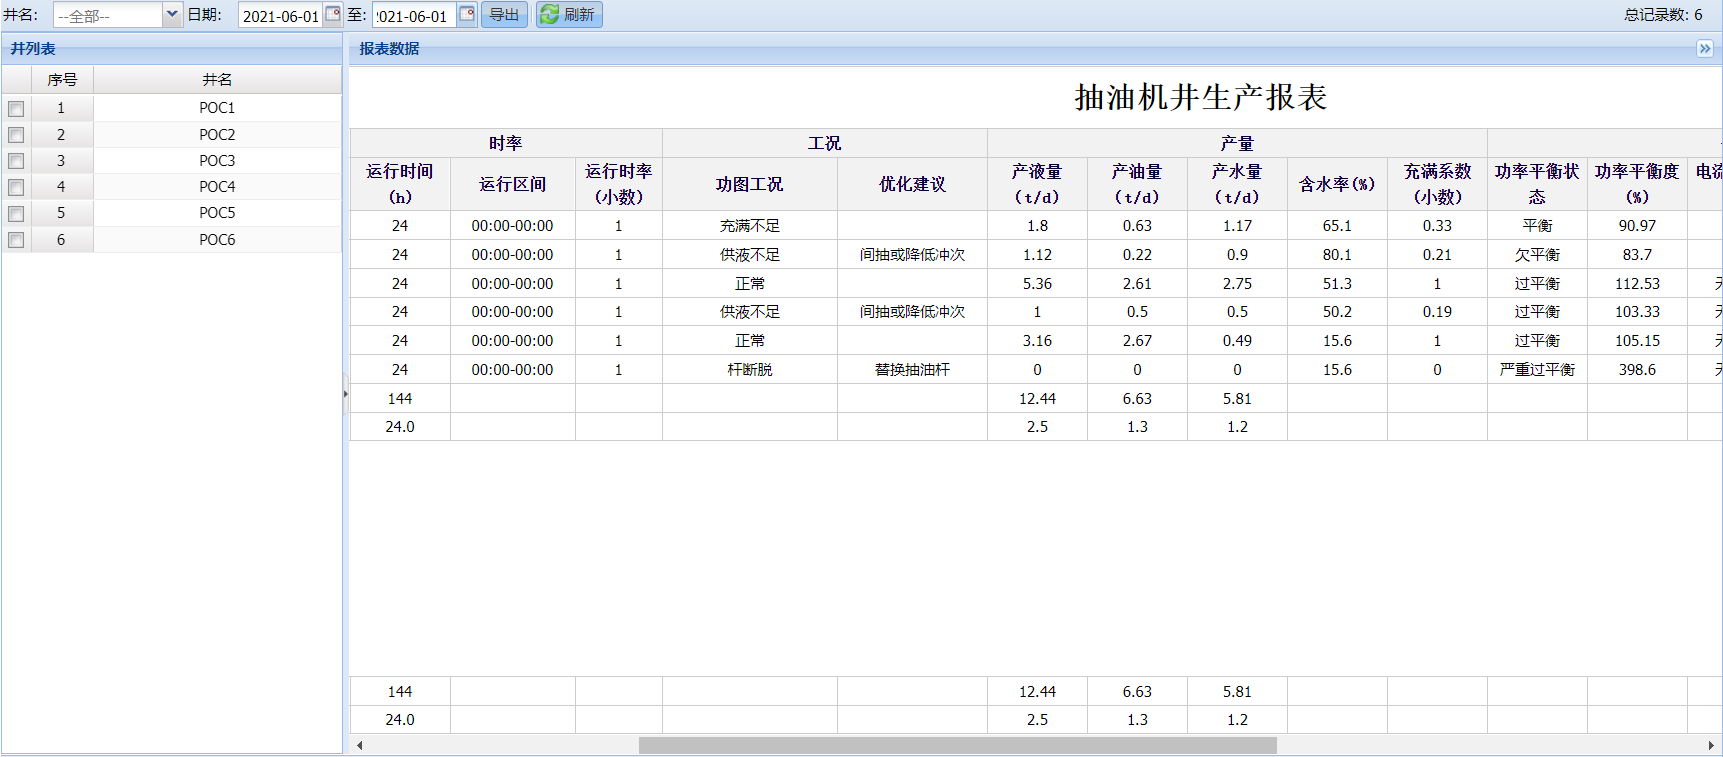 井名: --全部-- 日期: 2021-06-01 至: 2021-06-01 导出 刷新 总记录数: 6
井列表
序号 井名
1 POC1
2 POC2
3 POC3
4 POC4
5 POC5
6 POC6
报表数据
抽油机井生产报表
时率 工况 产量
运行时间(h) 运行区间 运行时率(小数) 功图工况 优化建议 产液量(t/d) 产油量(t/d) 产水量(t/d) 含水率(%) 充满系数(小数) 功率平衡状态 功率平衡度(%) 电流
24 00:00-00:00 1 充满不足 1.8 0.63 1.17 65.1 0.33 平衡 90.97
24 00:00-00:00 1 供液不足 间抽或降低冲次 1.12 0.22 0.9 80.1 0.21 欠平衡 83.7
24 00:00-00:00 1 正常 5.36 2.61 2.75 51.3 1 过平衡 112.53
24 00:00-00:00 1 供液不足 间抽或降低冲次 1 0.5 0.5 50.2 0.19 过平衡 103.33
24 00:00-00:00 1 正常 3.16 2.67 0.49 15.6 1 过平衡 105.15
24 00:00-00:00 1 杆断脱 替换抽油杆 0 0 0 15.6 0 严重过平衡 398.6
144 12.44 6.63 5.81
24.0 2.5 1.3 1.2
144 12.44 6.63 5.81
24.0 2.5 1.3 1.2